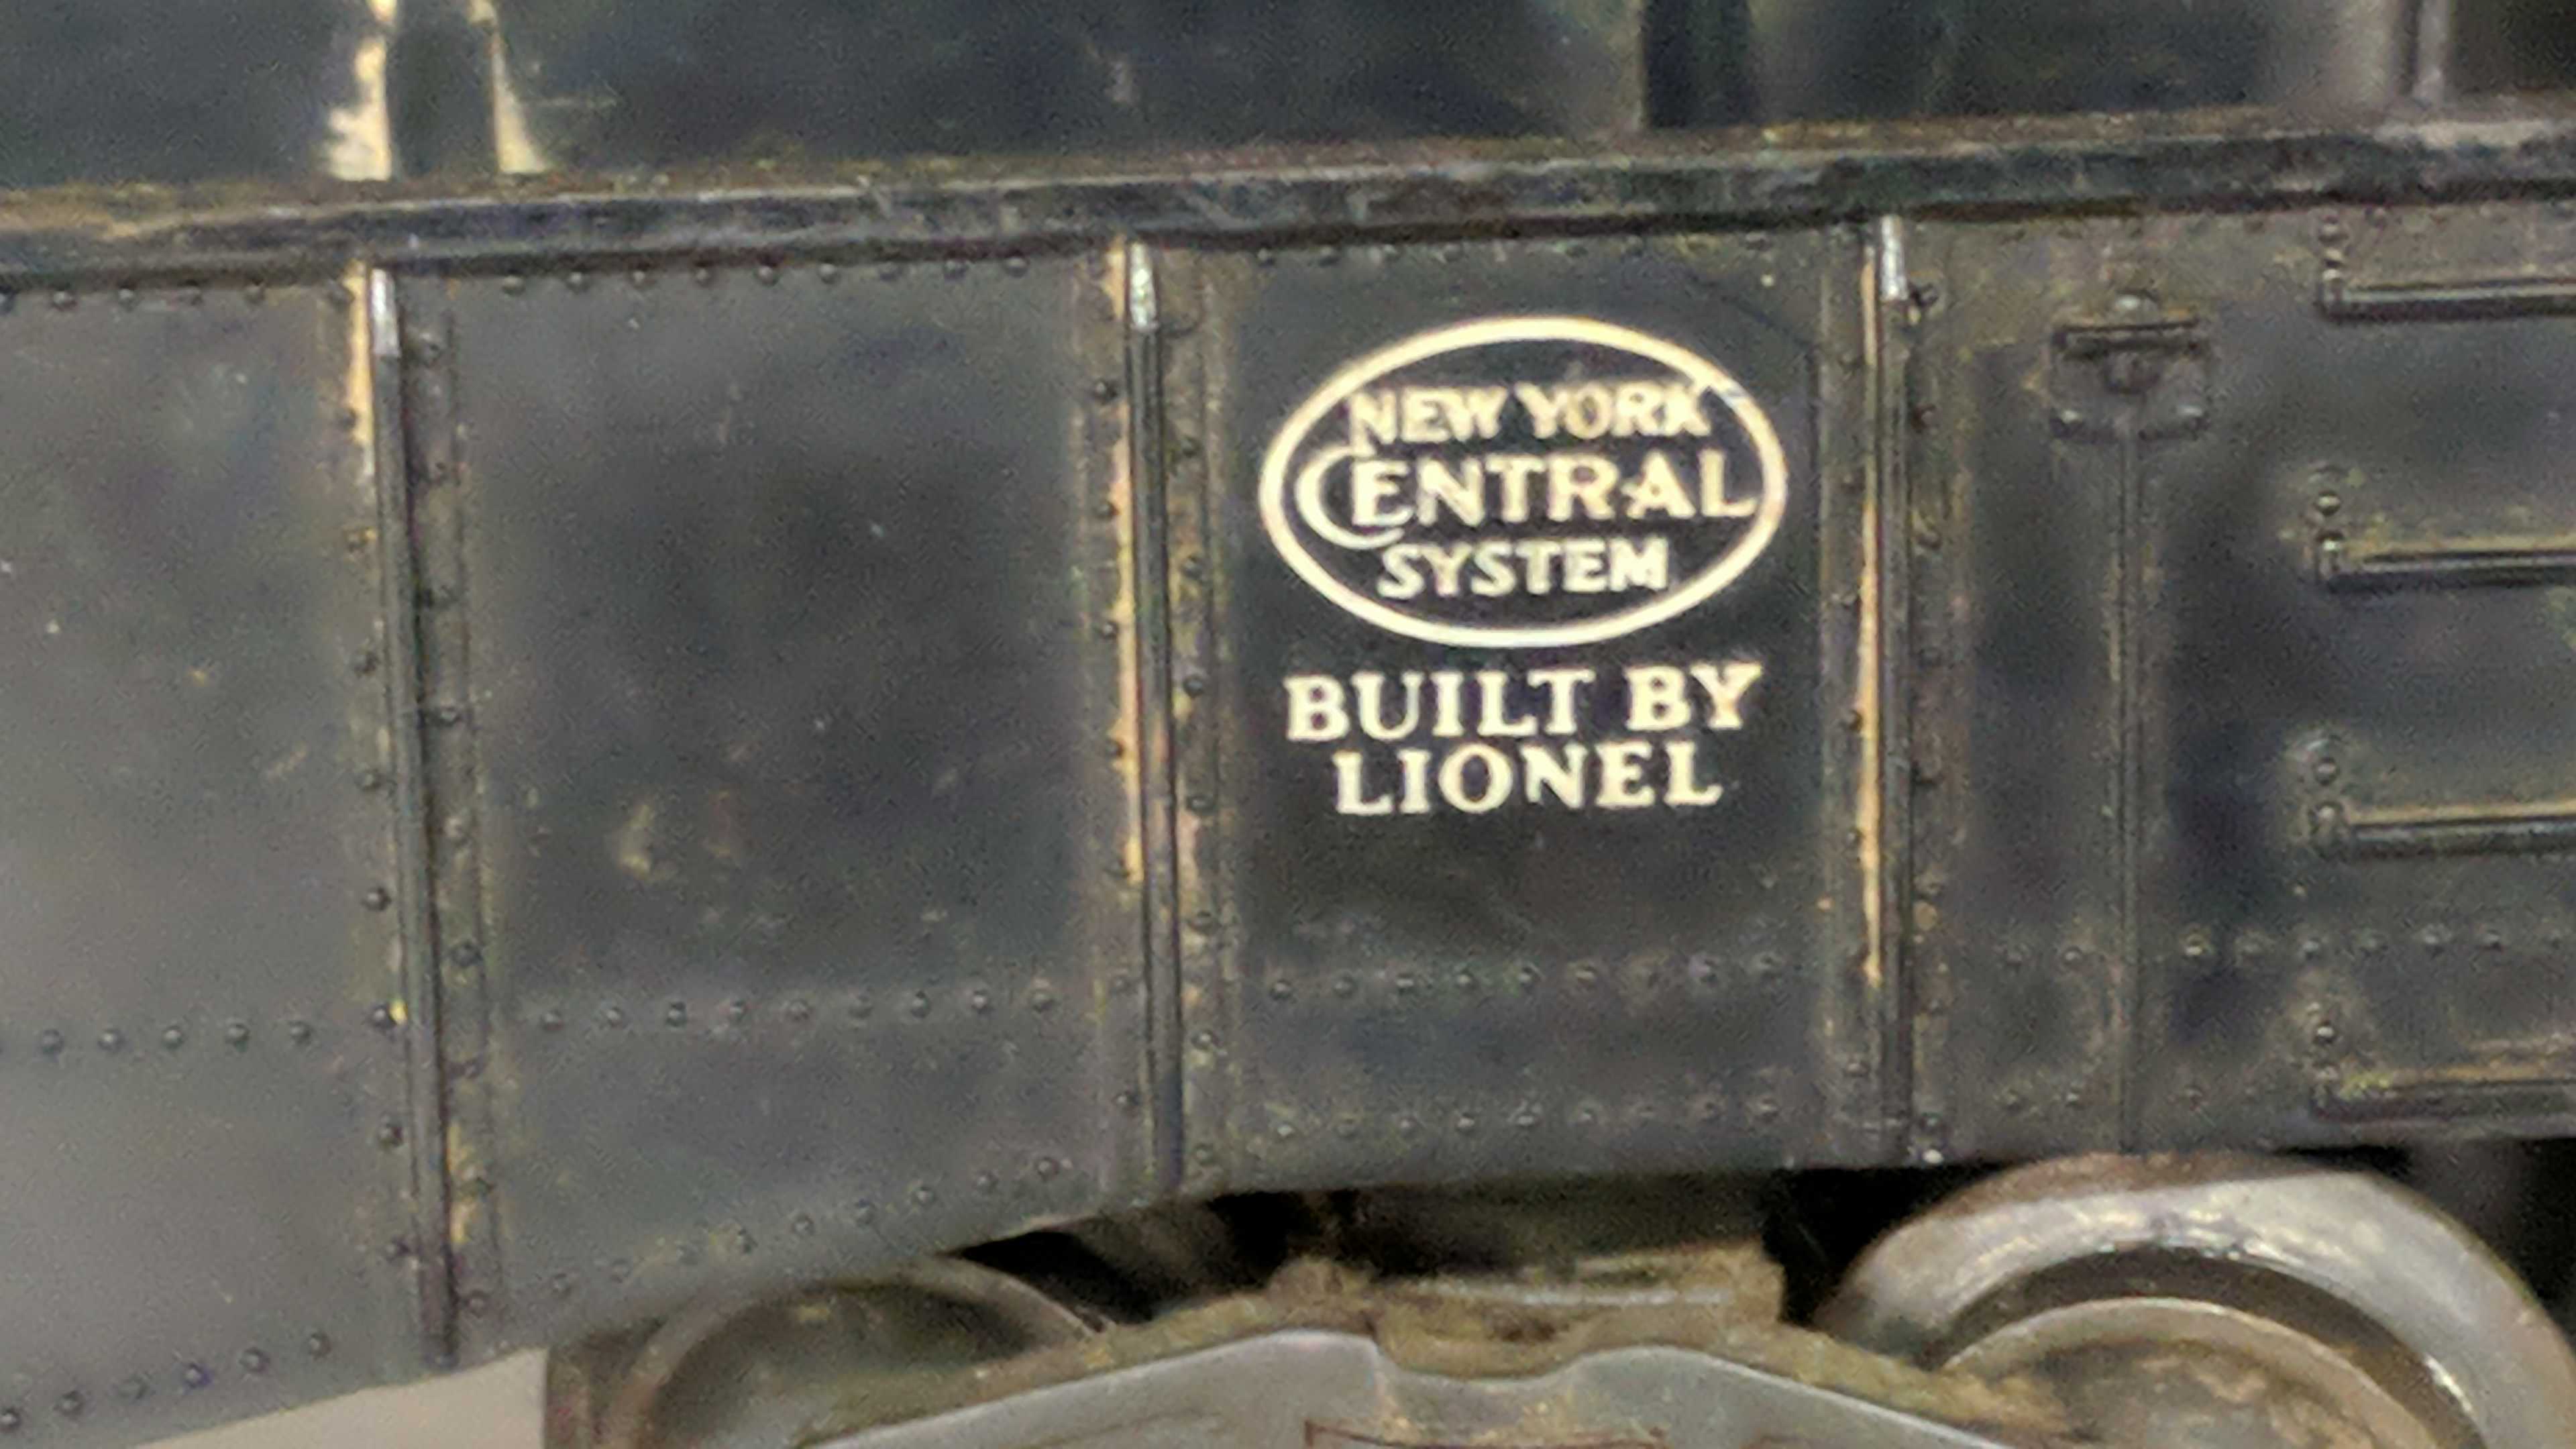 NEW YORK
CENTRAL
SYSTEM
BUILT BY
LIONEL